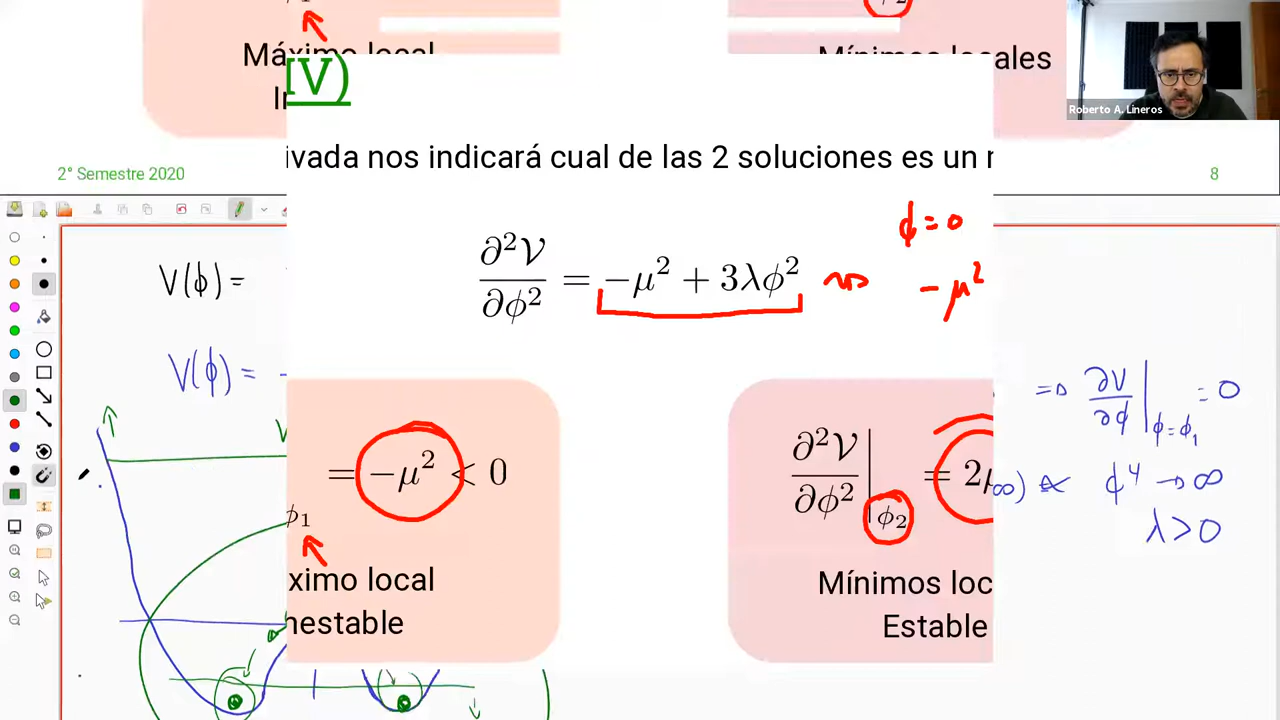 Máximo local
Mínimos locales
Roberto A. Lineros
IV)
ivada nos indicará cual de las 2 soluciones es un
2° Semestre 2020
8
V(ϕ) =
∂²𝒱/∂ϕ² = −μ² + 3λϕ²
ϕ = 0
−μ²
V(ϕ) =
=> ∂V/∂ϕ |ϕ=ϕ₁ = 0
= −μ² < 0
ϕ₁
∂²𝒱/∂ϕ² |ϕ₂ = 2μ
∞) ∝ ϕ⁴ → ∞
λ > 0
ximo local
nestable
Mínimos loc
Estable